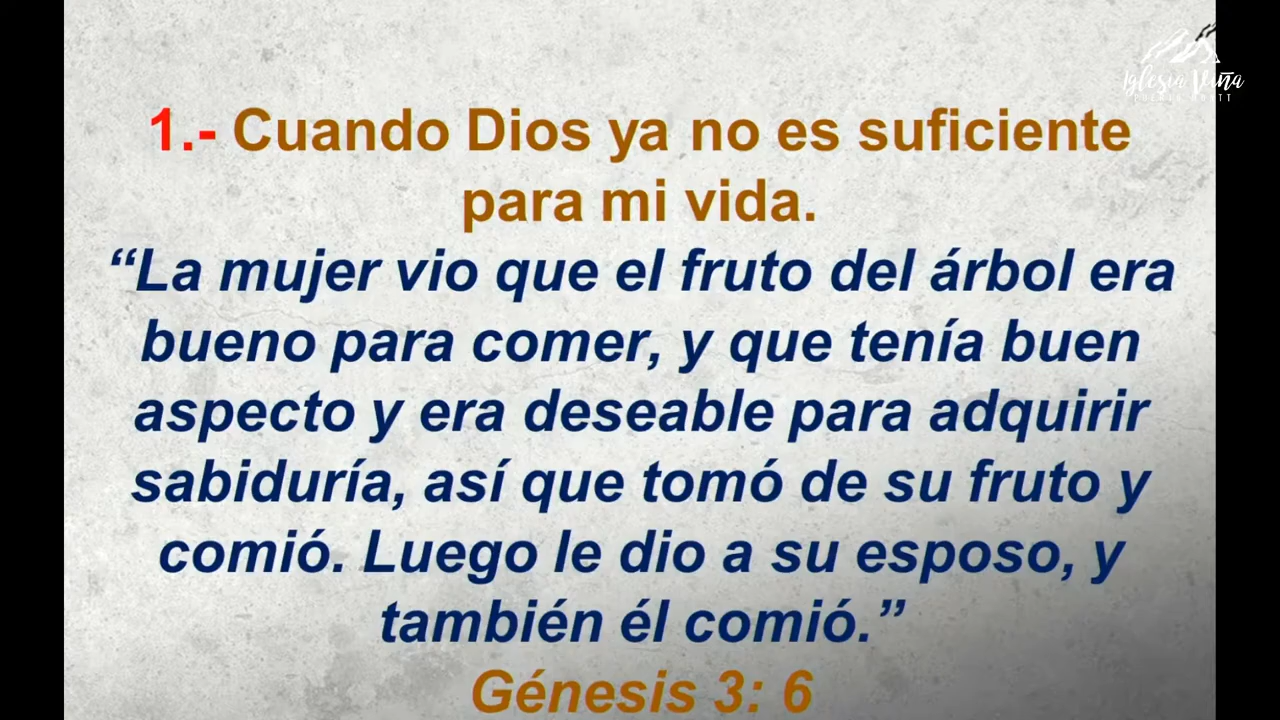 Iglesia Viña
1.- Cuando Dios ya no es suficiente
para mi vida.
“La mujer vio que el fruto del árbol era
bueno para comer, y que tenía buen
aspecto y era deseable para adquirir
sabiduría, así que tomó de su fruto y
comió. Luego le dio a su esposo, y
también él comió.”
Génesis 3: 6